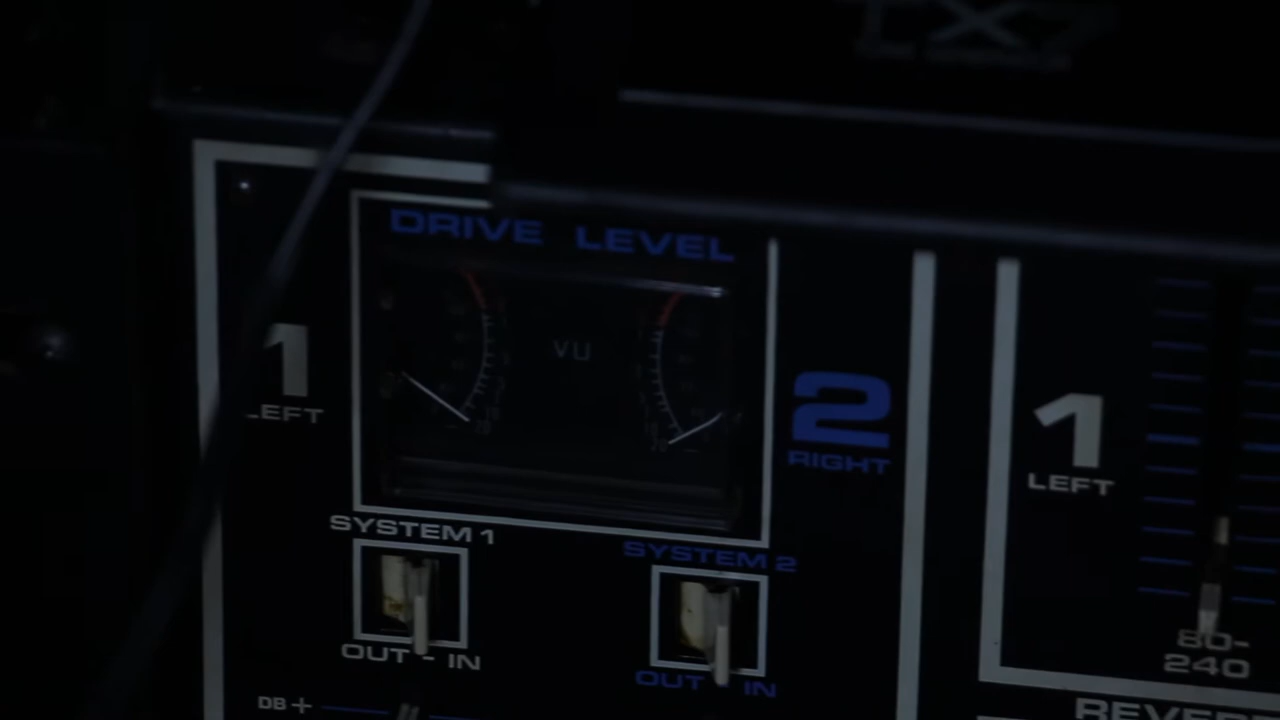 DRIVE LEVEL
VU
1
LEFT
2
RIGHT
1
LEFT
SYSTEM 1
SYSTEM 2
OUT - IN
OUT IN
80-
240
DB+